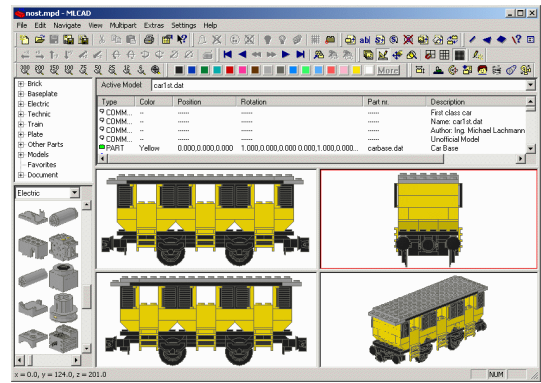 nost.mpd - MLCAD
File Edit Navigate View Multipart Extras Settings Help
More
Brick
Baseplate
Electric
Technic
Train
Plate
Other Parts
Models
Favorites
Document
Active Model car1st.dat
Type Color Position Rotation Part nr. Description
COMM... -- ---- ---- ---- First class car
COMM... -- ---- ---- ---- Name: car1st.dat
COMM... -- ---- ---- ---- Author: Ing. Michael Lachmann
COMM... -- ---- ---- ---- Unofficial Model
PART Yellow 0.000,0.000,0.000 1.000,0.000,0.000 0.000,1.000,0.000... carbase.dat Car Base
Electric
x = 0.0, y = 124.0, z = 201.0
NUM